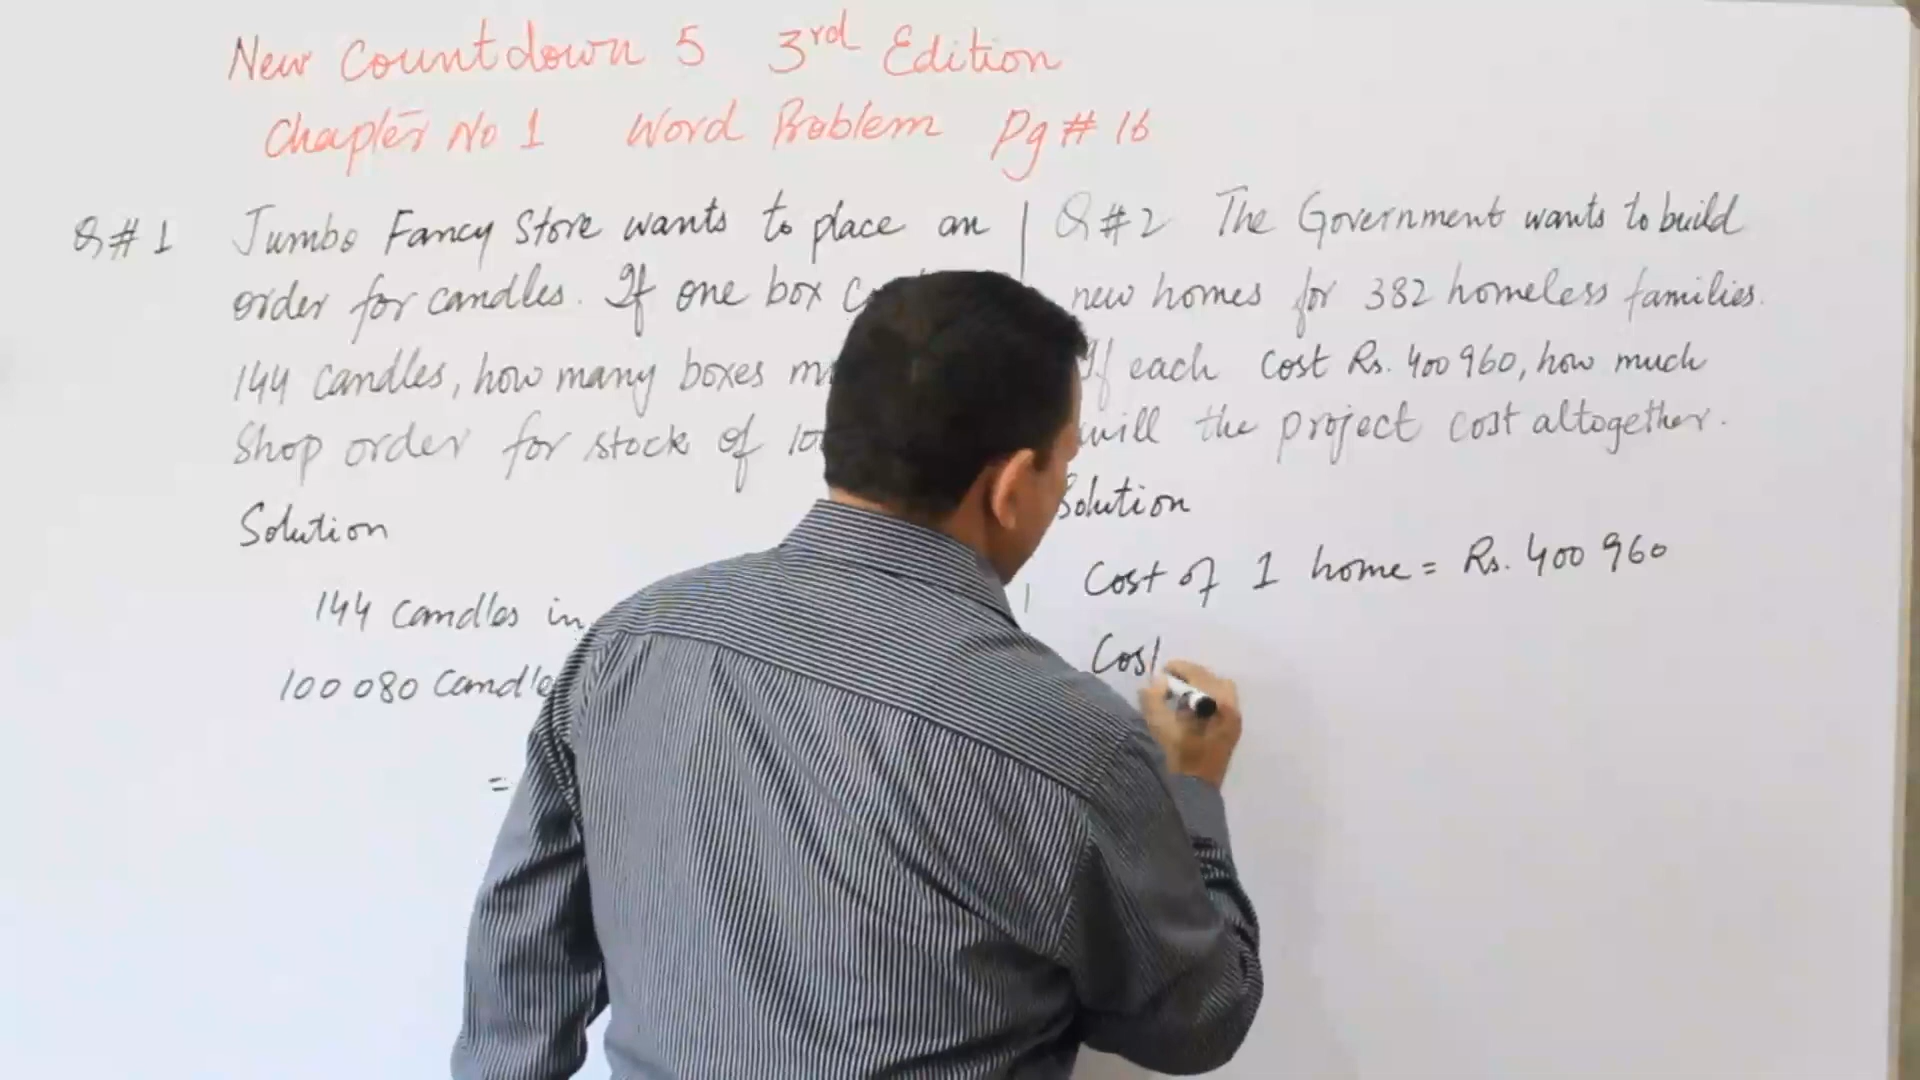 New Countdown 5 3rd Edition
Chapter No 1 Word Problem Pg # 16
Q # 1 Jumbo Fancy Store wants to place an
order for candles. If one box
144 candles, how many boxes
Shop order for stock of
Solution
144 candles in
100 080 Candle
=
Q # 2 The Government wants to build
new homes for 382 homeless families.
If each cost Rs. 400 960, how much
will the project cost altogether.
Solution
Cost of 1 home = Rs. 400 960
Cost